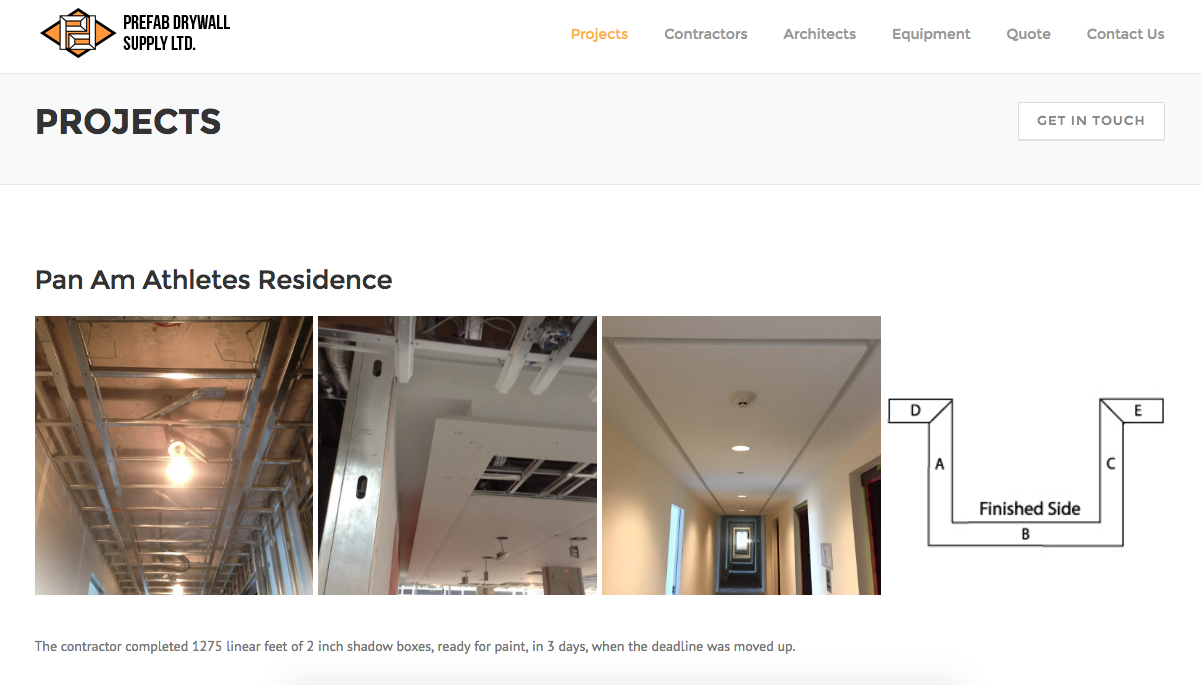 PREFAB DRYWALL
SUPPLY LTD.
Projects
Contractors
Architects
Equipment
Quote
Contact Us
PROJECTS
GET IN TOUCH
Pan Am Athletes Residence
D
E
A
C
Finished Side
B
The contractor completed 1275 linear feet of 2 inch shadow boxes, ready for paint, in 3 days, when the deadline was moved up.